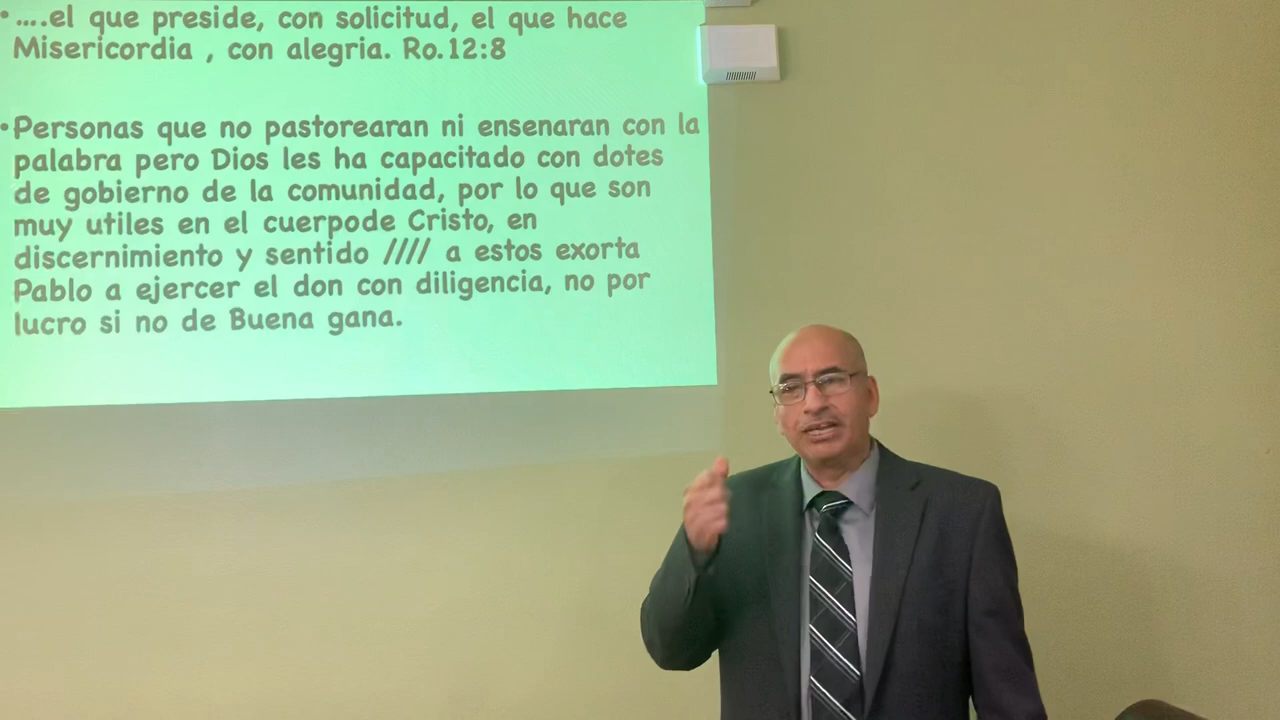 • ....el que preside, con solicitud, el que hace
Misericordia , con alegria. Ro.12:8
• Personas que no pastorearan ni ensenaran con la
palabra pero Dios les ha capacitado con dotes
de gobierno de la comunidad, por lo que son
muy utiles en el cuerpode Cristo, en
discernimiento y sentido //// a estos exorta
Pablo a ejercer el don con diligencia, no por
lucro si no de Buena gana.